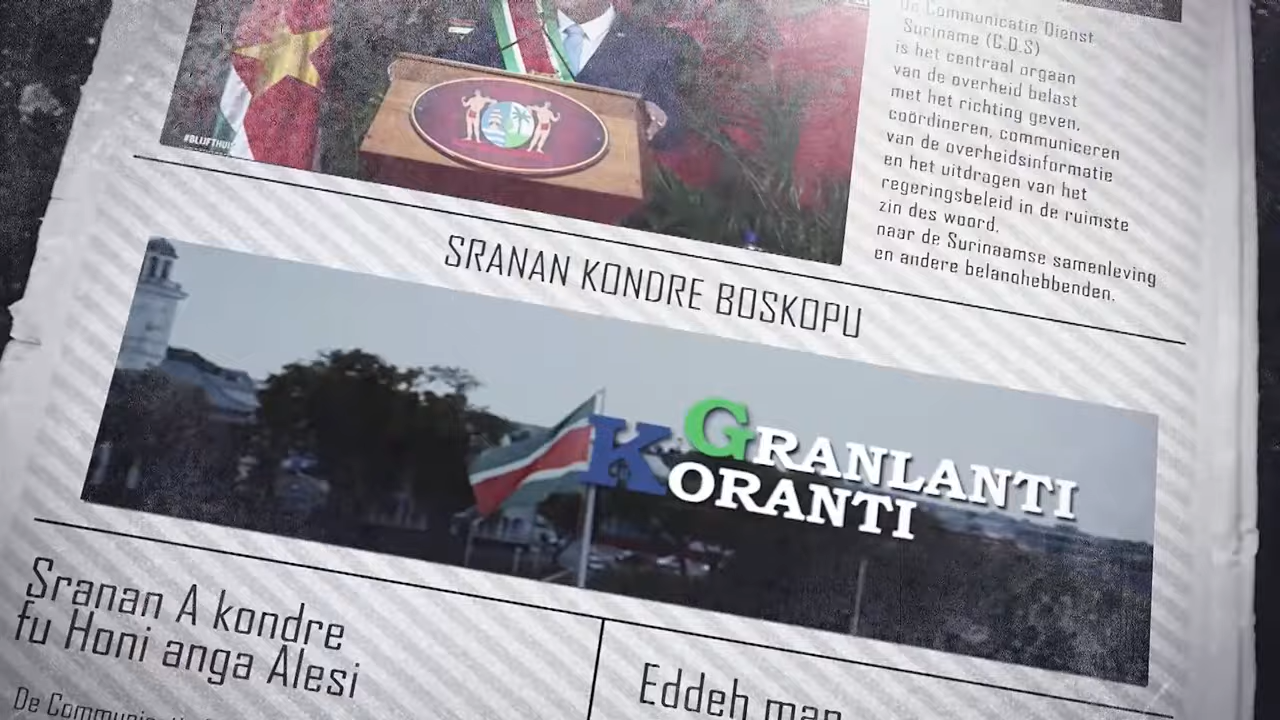 #BLIJFTHUIS
De Communicatie Dienst
Suriname (C.D.S)
is het centraal orgaan
van de overheid belast
met het richting geven,
coördineren, communiceren
van de overheidsinformatie
en het uitdragen van het
regeringsbeleid in de ruimste
zin des woord,
naar de Surinaamse samenleving
en andere belanghebbenden.
SRANAN KONDRE BOSKOPU
GRANLANTI
KORANTI
Sranan A kondre
fu Honi anga Alesi
De
Eddeh man